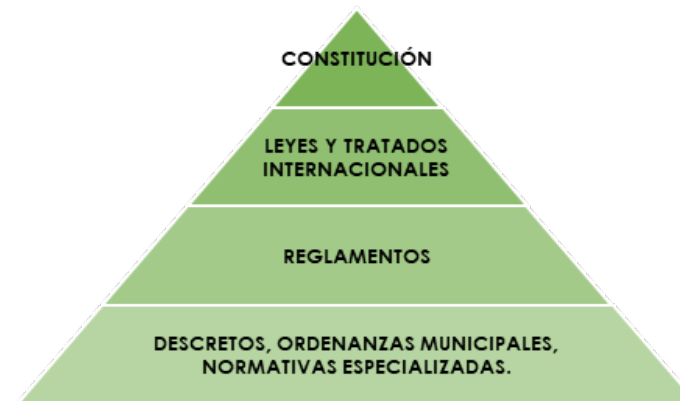 CONSTITUCIÓN
LEYES Y TRATADOS
INTERNACIONALES
REGLAMENTOS
DESCRETOS, ORDENANZAS MUNICIPALES,
NORMATIVAS ESPECIALIZADAS.